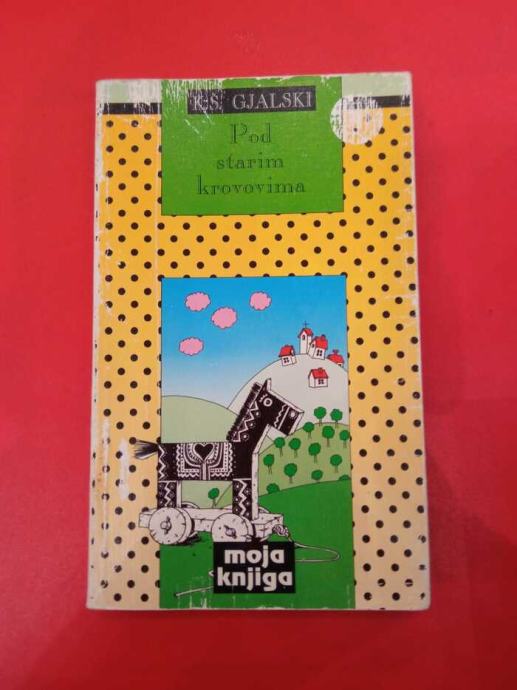 K.Š. GJALSKI
Pod
starim
krovovima
moja
knjiga